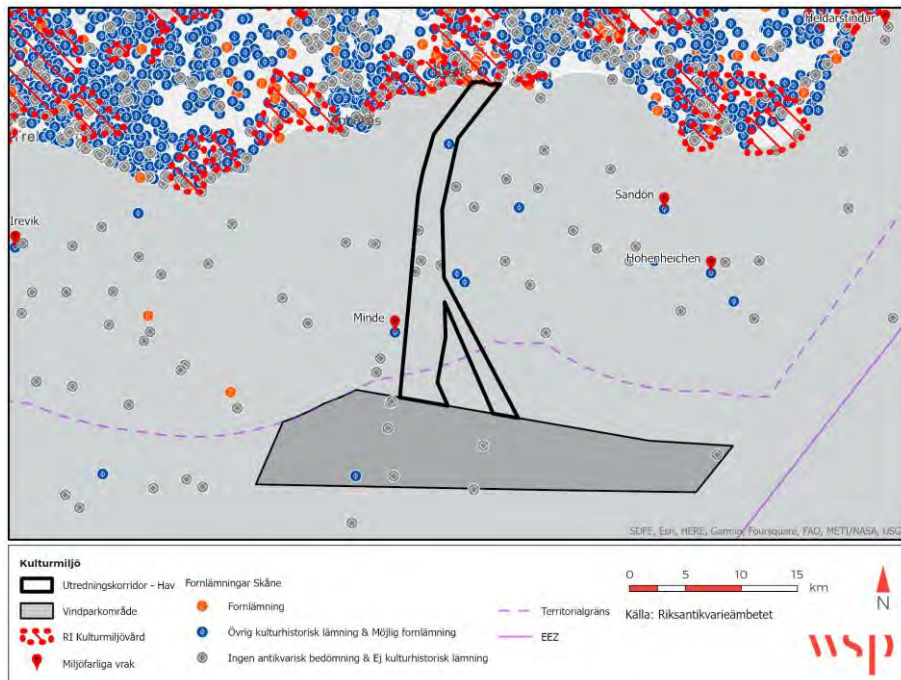 Heldarstindur
Trel
Irevik
Sandön
Hohenheichen
Minde
SDFE, Esri, HERE, Garmin, Foursquare, FAO, METI/NASA, USG
Kulturmiljö
Utredningskorridor - Hav
Vindparkområde
RI Kulturmiljövård
Miljöfarliga vrak
Fornlämningar Skåne
Fornlämning
Övrig kulturhistorisk lämning & Möjlig fornlämning
Ingen antikvarisk bedömning & Ej kulturhistorisk lämning
Territorialgräns
EEZ
0 5 10 15
km
Källa: Riksantikvarieämbetet
N
wsp